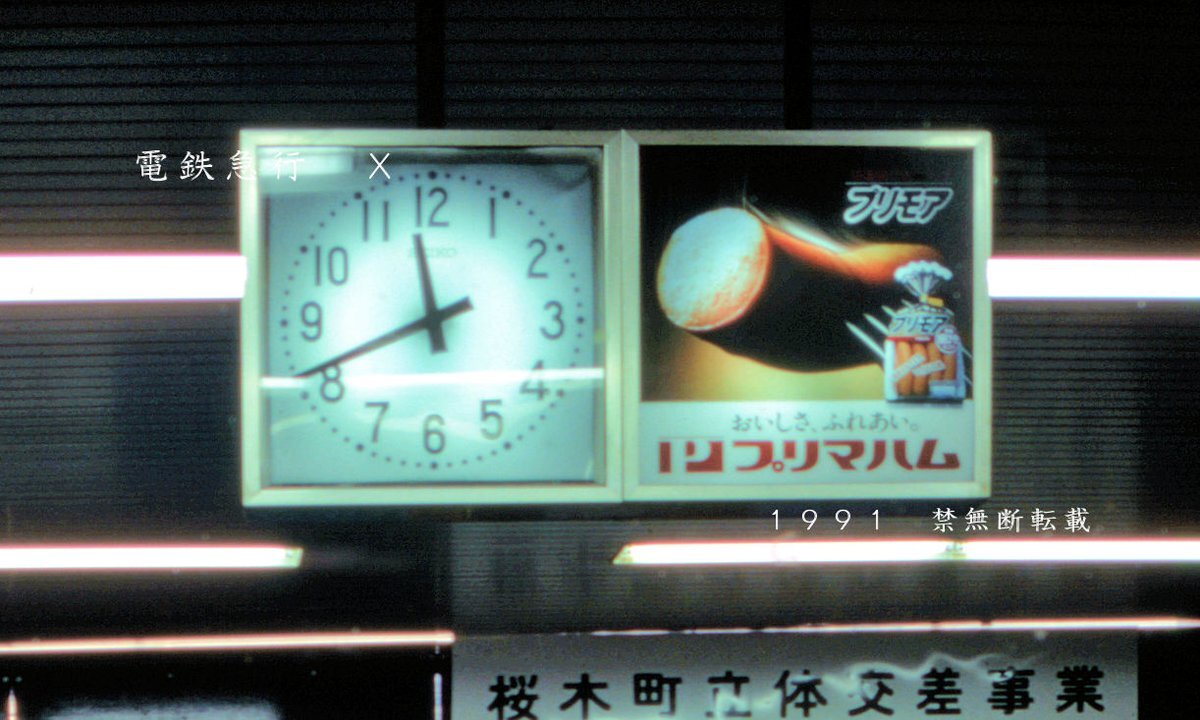 電鉄急行 X
12
11
1
10
2
9
3
8
4
7
5
6
プリモア
プリモア
おいしさ、ふれあい。
プリマハム
1991 禁無断転載
桜木町立体交差事業